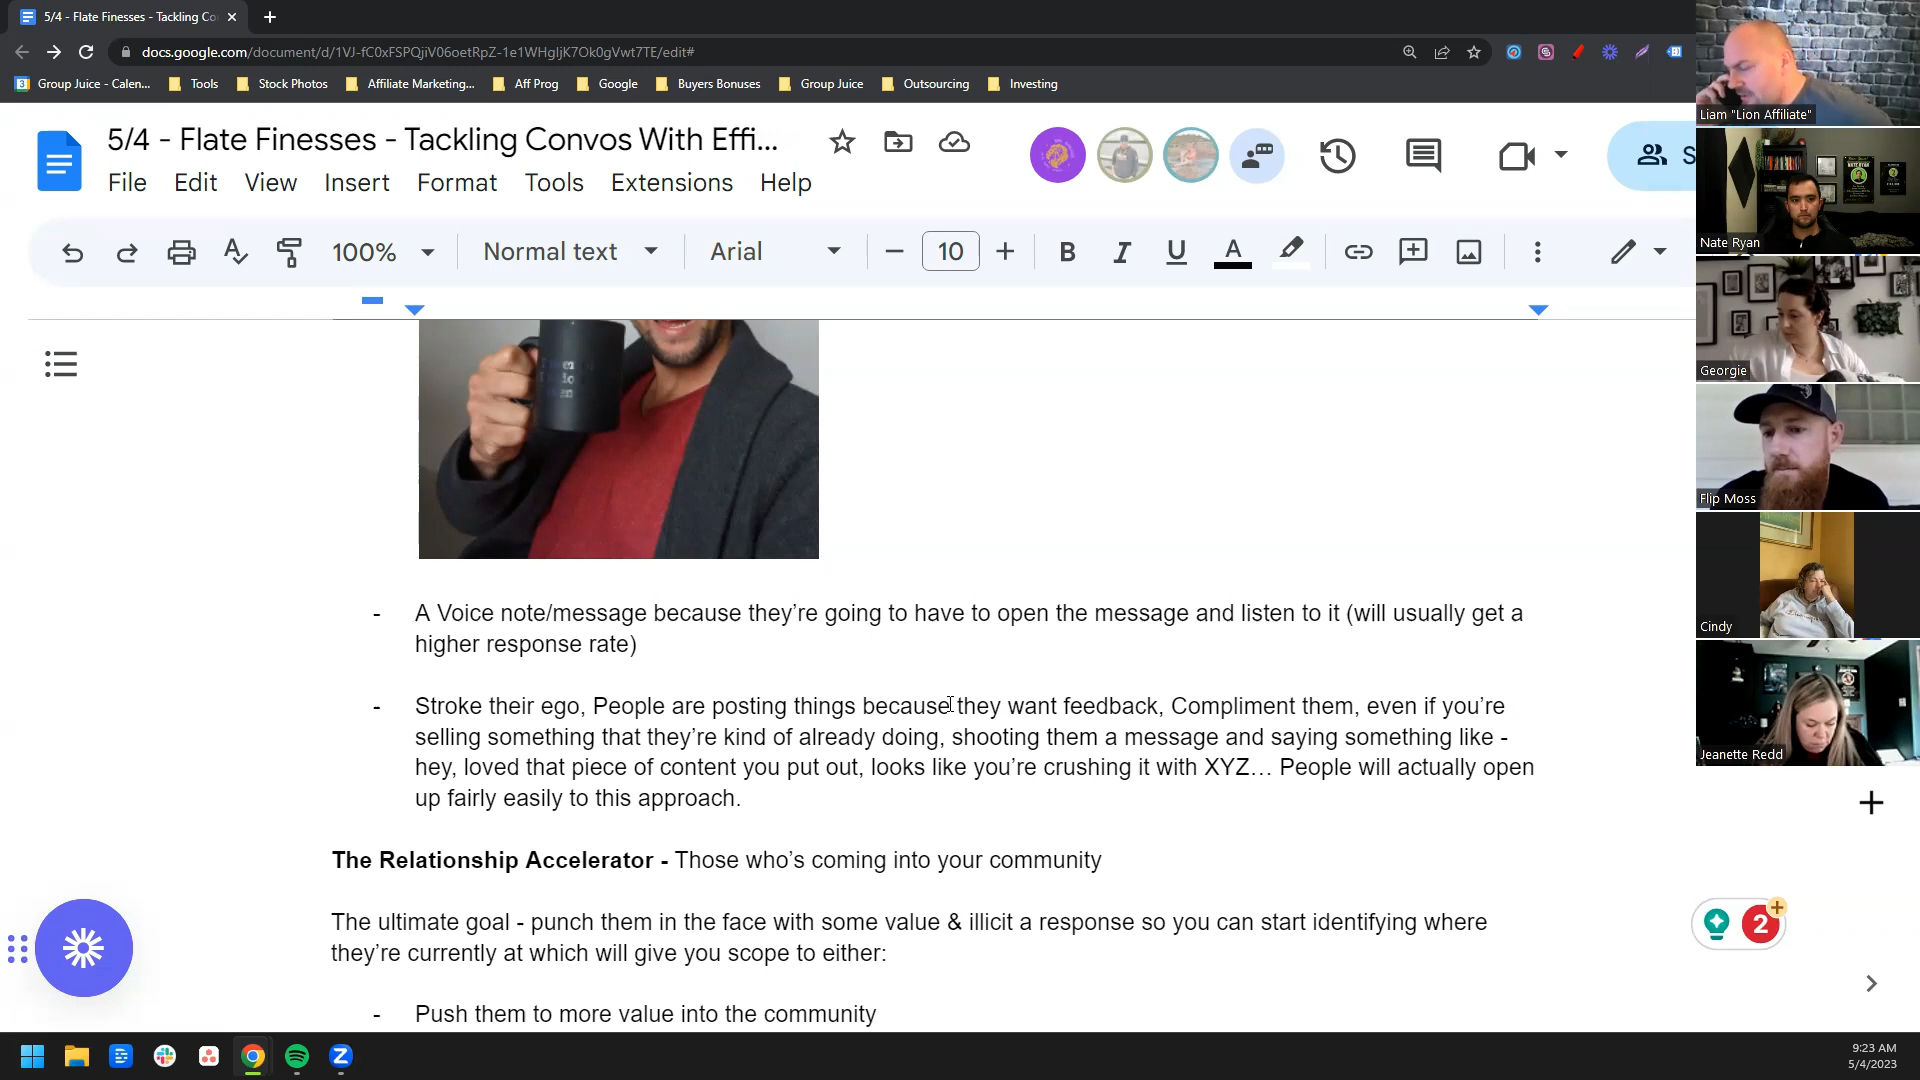 5/4 - Flate Finesses - Tackling Co
docs.google.com/document/d/1VJ-fC0xFSPQjiV06oetRpZ-1e1WHgIjK7Ok0gVwt7TE/edit#
Group Juice - Calen... Tools Stock Photos Affiliate Marketing... Aff Prog Google Buyers Bonuses Group Juice Outsourcing Investing
5/4 - Flate Finesses - Tackling Convos With Effi...
File Edit View Insert Format Tools Extensions Help
S
100% Normal text Arial 10 B I U A
- A Voice note/message because they're going to have to open the message and listen to it (will usually get a
higher response rate)
- Stroke their ego, People are posting things because they want feedback, Compliment them, even if you're
selling something that they're kind of already doing, shooting them a message and saying something like -
hey, loved that piece of content you put out, looks like you're crushing it with XYZ... People will actually open
up fairly easily to this approach.
The Relationship Accelerator - Those who's coming into your community
The ultimate goal - punch them in the face with some value & illicit a response so you can start identifying where
they're currently at which will give you scope to either:
- Push them to more value into the community
2
Liam "Lion Affiliate"
Nate Ryan
Georgie
Flip Moss
Cindy
Jeanette Redd
9:23 AM
5/4/2023